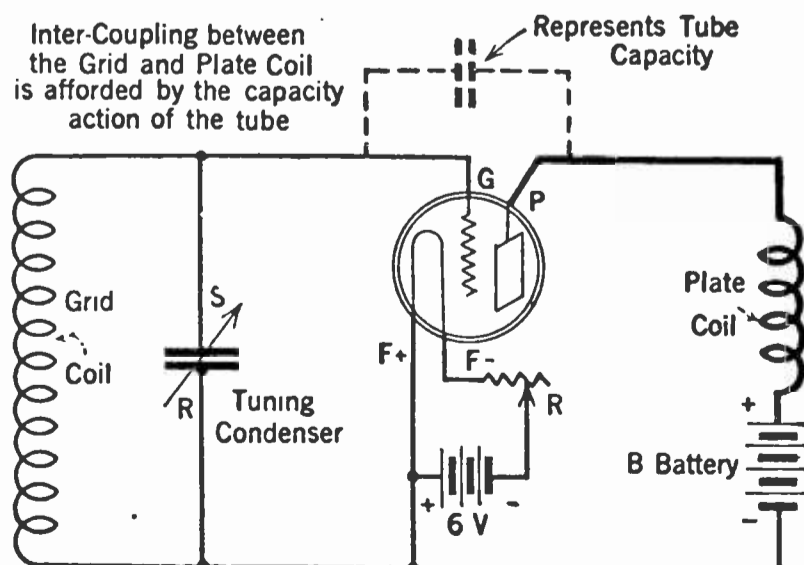 Inter-Coupling between
the Grid and Plate Coil
is afforded by the capacity
action of the tube
Represents Tube
Capacity
G
P
Grid
Coil
S
R
Tuning
Condenser
F+
F-
R
+
-
6 V
Plate
Coil
+
B Battery
-